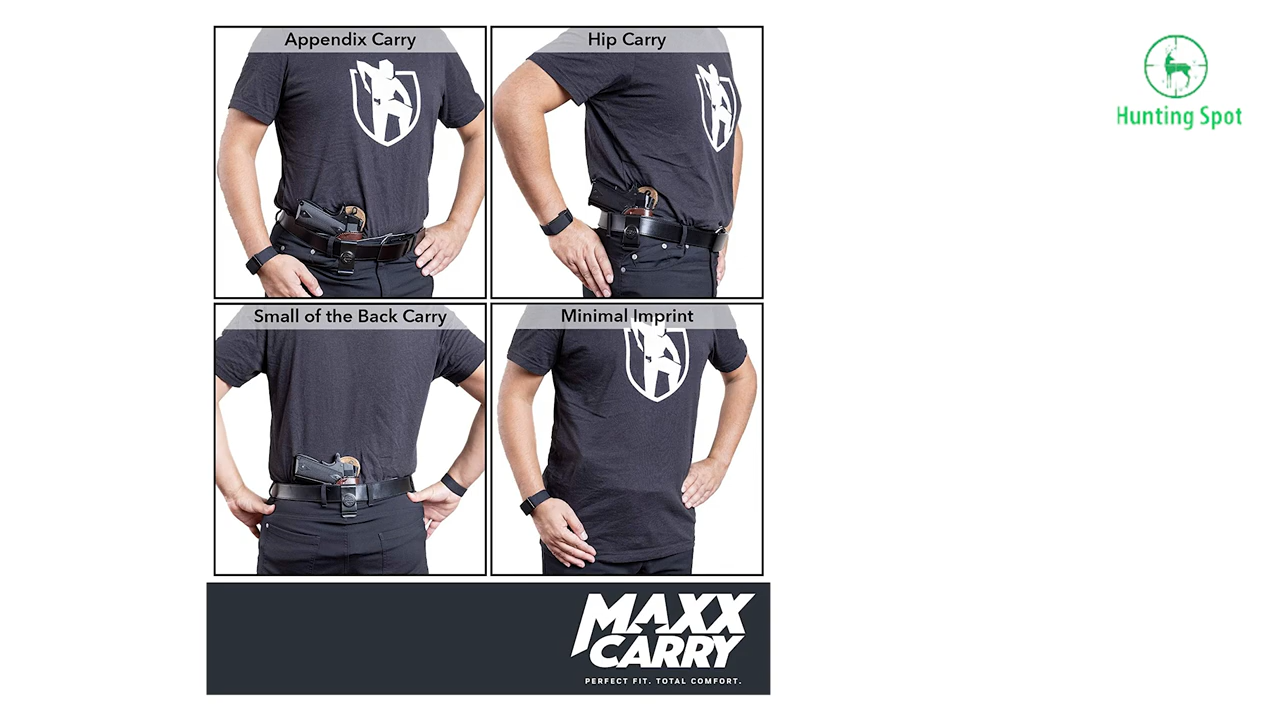 Appendix Carry
Hip Carry
Hunting Spot
Small of the Back Carry
Minimal Imprint
MAXX
CARRY
PERFECT FIT. TOTAL COMFORT.